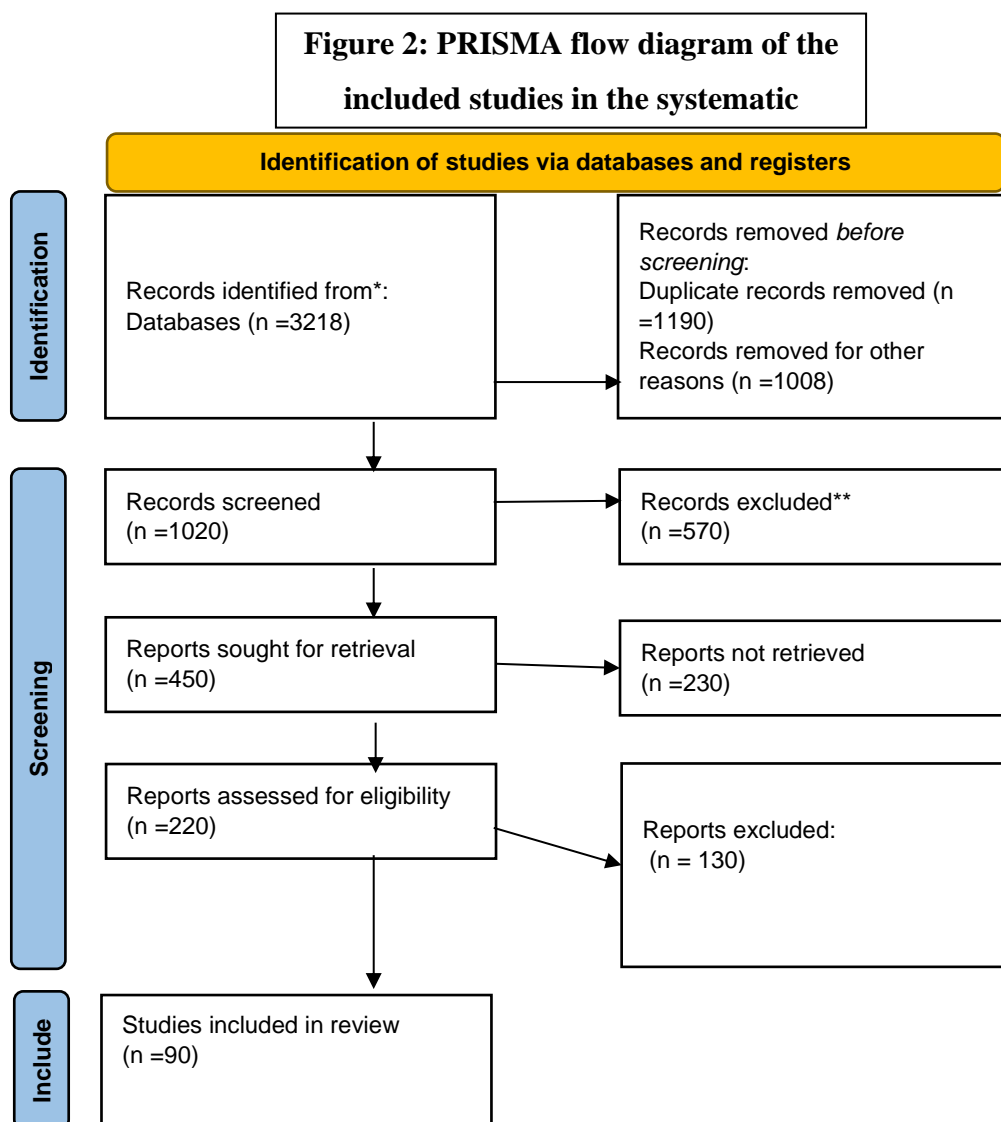 Figure 2: PRISMA flow diagram of the
included studies in the systematic
Identification of studies via databases and registers
Identification
Records identified from*:
Databases (n =3218)
Records removed before
screening:
Duplicate records removed (n
=1190)
Records removed for other
reasons (n =1008)
Screening
Records screened
(n =1020)
Records excluded**
(n =570)
Reports sought for retrieval
(n =450)
Reports not retrieved
(n =230)
Reports assessed for eligibility
(n =220)
Reports excluded:
(n = 130)
Include
Studies included in review
(n =90)